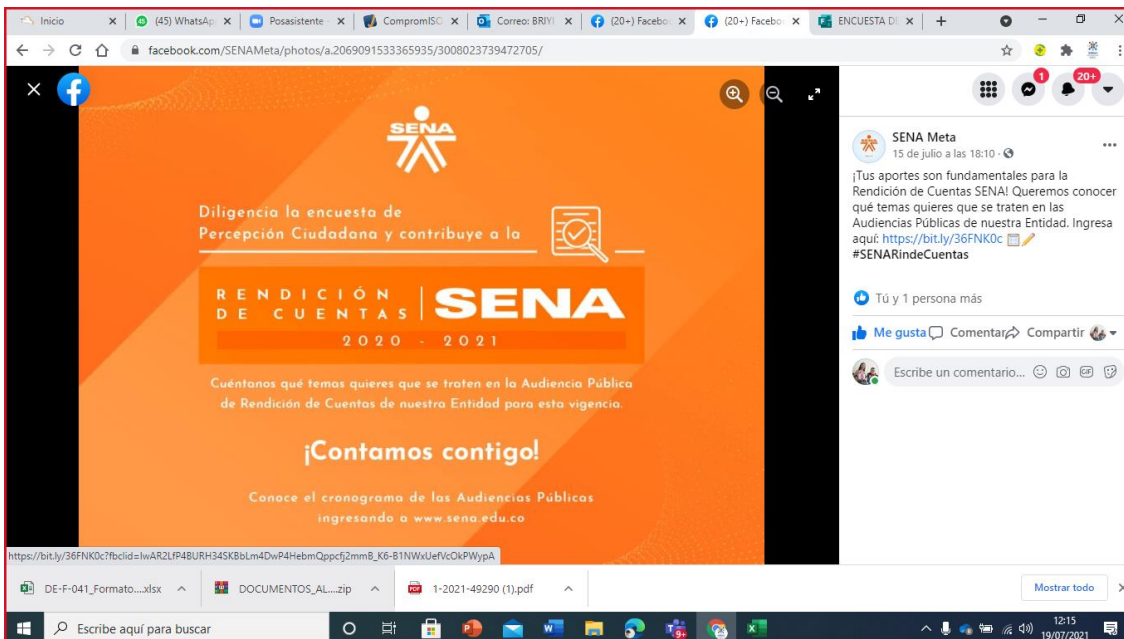 Inicio
(45) WhatsAp
Posasistente
CompromISO
Correo: BRIYI
(20+) Facebo
(20+) Facebo
ENCUESTA DE
facebook.com/SENAMeta/photos/a.2069091533365935/3008023739472705/
SENA
Diligencia la encuesta de
Percepción Ciudadana y contribuye a la
RENDICIÓN
DE CUENTAS
SENA
2020 - 2021
Cuéntanos qué temas quieres que se traten en la Audiencia Pública
de Rendición de Cuentas de nuestra Entidad para esta vigencia.
¡Contamos contigo!
Conoce el cronograma de las Audiencias Públicas
ingresando a www.sena.edu.co
1
20+
SENA Meta
15 de julio a las 18:10
¡Tus aportes son fundamentales para la
Rendición de Cuentas SENA! Queremos conocer
qué temas quieres que se traten en las
Audiencias Públicas de nuestra Entidad. Ingresa
aquí: https://bit.ly/36FNK0c
#SENARindeCuentas
Tú y 1 persona más
Me gusta Comentar Compartir
Escribe un comentario...
GIF
https://bit.ly/36FNK0c?fbclid=IwAR2LfP4BURH34SKBbLm4DwP4HebmQppcfj2mmB_K6-B1NWxUefVcOkPWypA
DE-F-041_Formato....xlsx
DOCUMENTOS_AL....zip
1-2021-49290 (1).pdf
Mostrar todo
Escribe aquí para buscar
12:15
19/07/2021